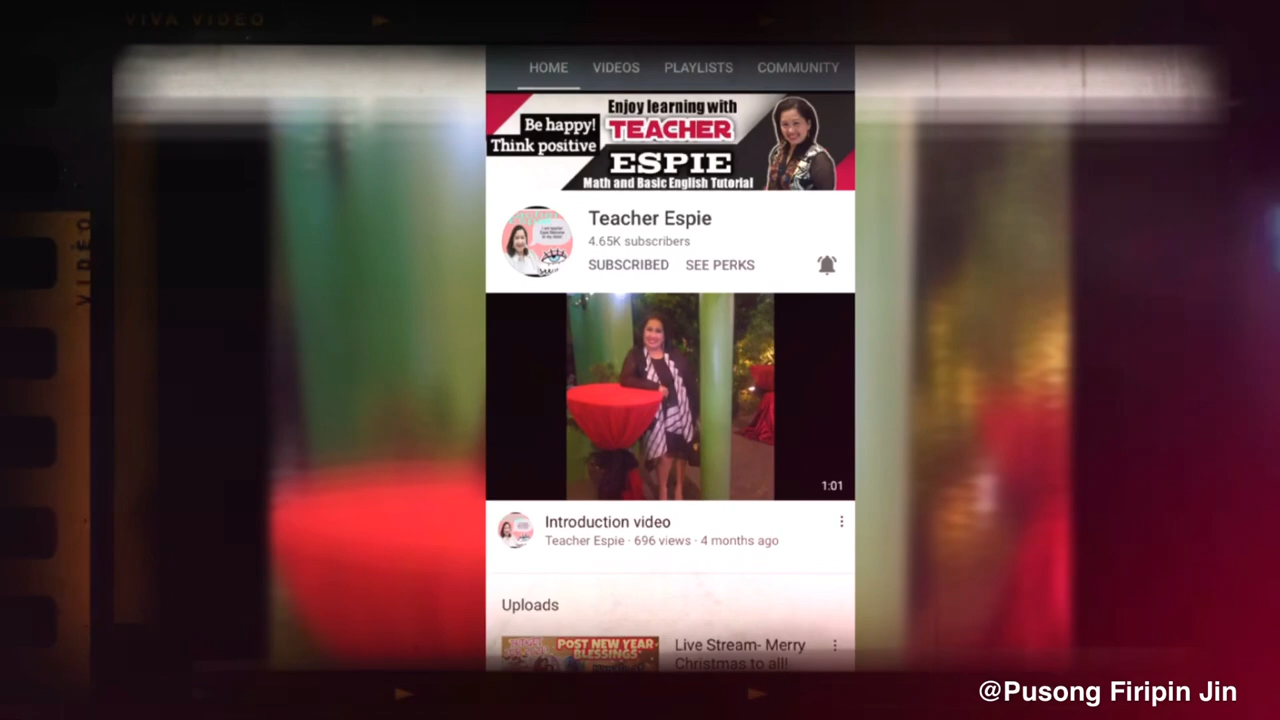 VIVA VIDEO
VIDEO
HOME VIDEOS PLAYLISTS COMMUNITY
Be happy!
Think positive
Enjoy learning with
TEACHER
ESPIE
Math and Basic English Tutorial
Teacher Espie
4.65K subscribers
SUBSCRIBED SEE PERKS
1:01
Introduction video
Teacher Espie · 696 views · 4 months ago
Uploads
POST NEW YEAR
BLESSINGS
Live Stream- Merry
Christmas to all!
@Pusong Firipin Jin